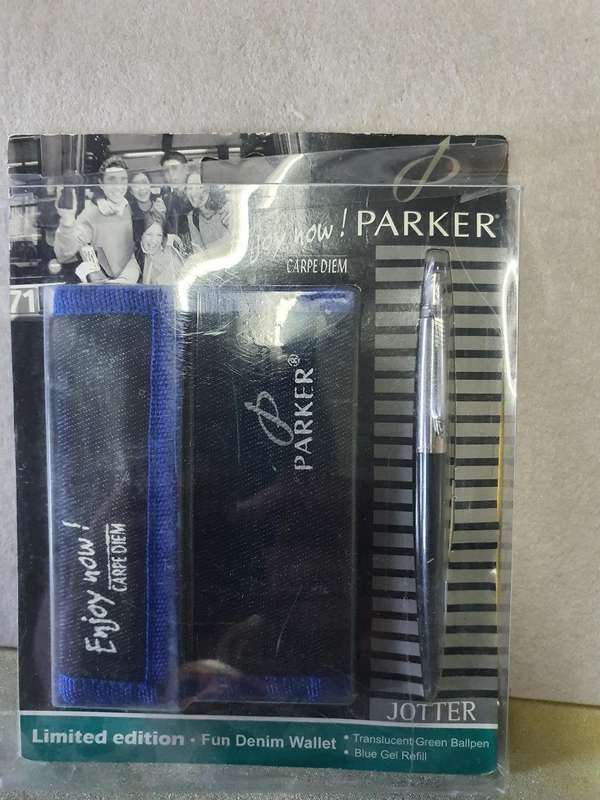 njoy now! PARKER®
CARPE DIEM
71
PARKER®
Enjoy now!
CARPE DIEM
JOTTER
Limited edition • Fun Denim Wallet • Translucent Green Ballpen
• Blue Gel Refill